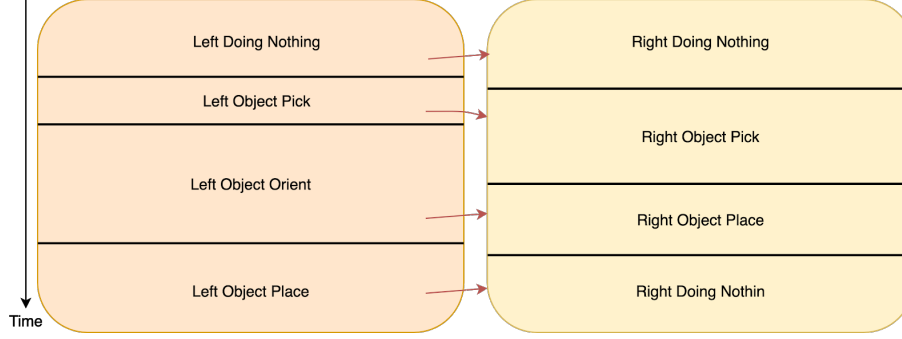 Left Doing Nothing
Left Object Pick
Left Object Orient
Left Object Place
Right Doing Nothing
Right Object Pick
Right Object Place
Right Doing Nothin
Time